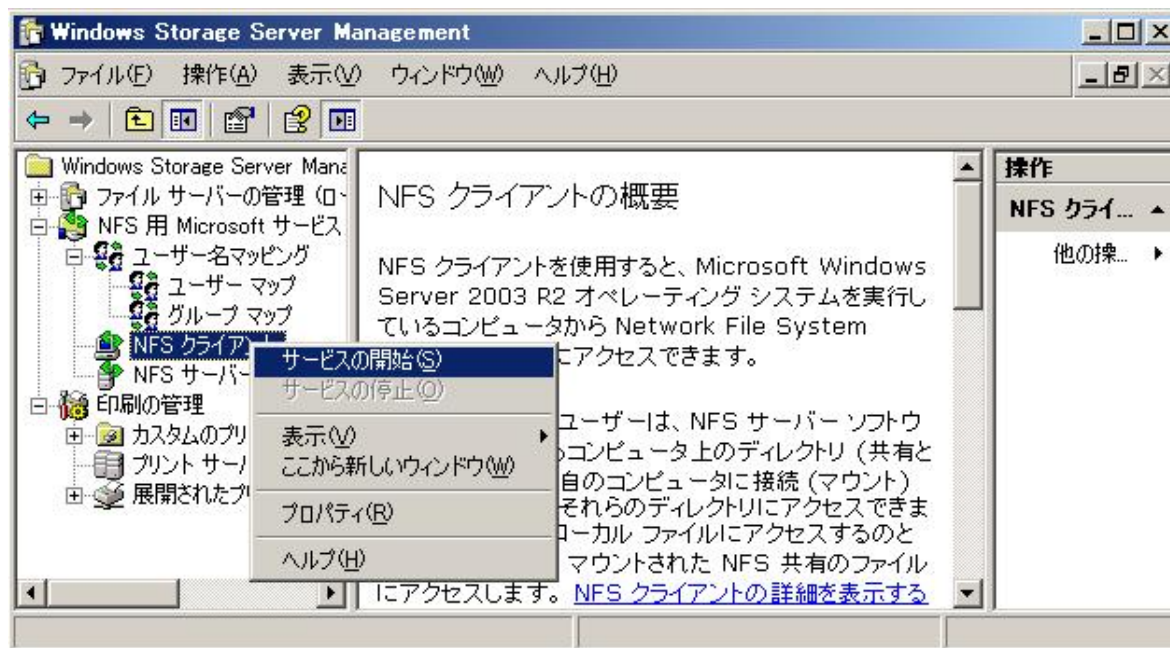 Windows Storage Server Management
ファイル(F) 操作(A) 表示(V) ウィンドウ(W) ヘルプ(H)
Windows Storage Server Mana
ファイル サーバーの管理 (ロ
NFS 用 Microsoft サービス
ユーザー名マッピング
ユーザー マップ
グループ マップ
NFS クライアント
NFS サーバー
印刷の管理
カスタムのプリ
プリント サーバ
展開されたプ
サービスの開始(S)
サービスの停止(O)
表示(V)
ここから新しいウィンドウ(W)
プロパティ(R)
ヘルプ(H)
NFS クライアントの概要
NFS クライアントを使用すると、Microsoft Windows
Server 2003 R2 オペレーティング システムを実行し
ているコンピュータから Network File System
にアクセスできます。
ユーザーは、NFS サーバー ソフトウ
るコンピュータ上のディレクトリ (共有と
自のコンピュータに接続 (マウント)
それらのディレクトリにアクセスできま
ーカル ファイルにアクセスするのと
マウントされた NFS 共有のファイル
にアクセスします。 NFS クライアントの詳細を表示する
操作
NFS クライ...
他の操...